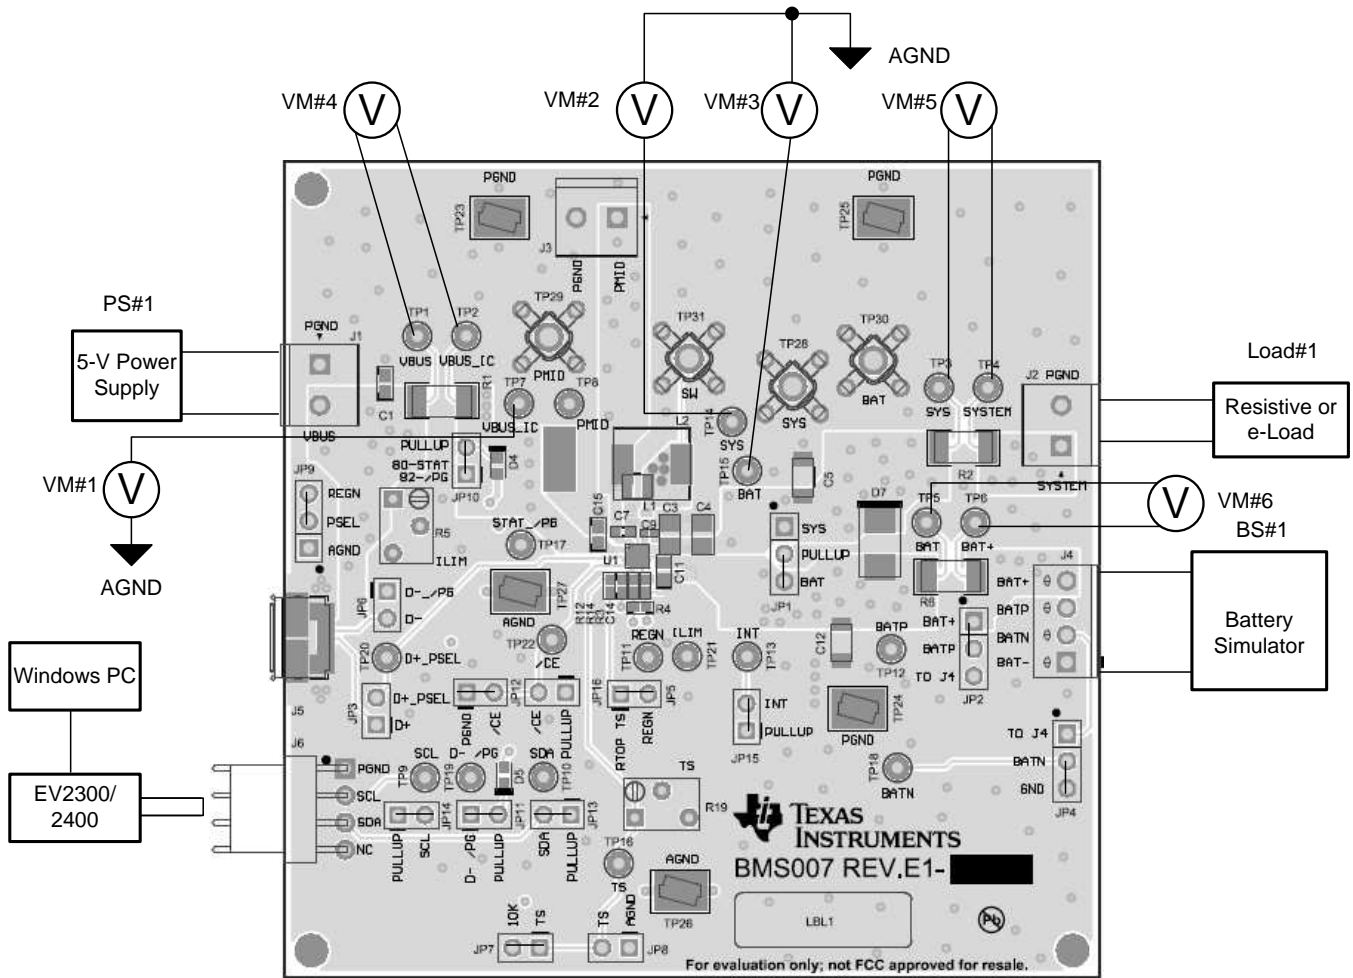 AGND
VM#4
V
VM#2
V
VM#3
V
VM#5
V
PGND
TP23
J3
PGND
PMID
PGND
TP25
PS#1
5-V Power
Supply
PGND
J1
VBUS
C1
TP1
VBUS
TP2
VBUS_IC
R1
TP29
PMID
TP7
VBUS_IC
TP8
PMID
TP31
SW
TP28
SYS
TP30
BAT
TP3
SYS
TP4
SYSTEM
J2 PGND
SYSTEM
Load#1
Resistive or
e-Load
VM#1
V
AGND
JP9
REGN
PSEL
AGND
PULLUP
80-STAT
82-/PG
JP10
D4
R5
ILIM
STAT_/PG
TP17
L2
L1
TP14
SYS
TP15
BAT
C5
C15
C7
C9
C3
C4
U1
C11
R12
R14
R3
C14
R4
D7
SYS
PULLUP
BAT
JP1
R2
TP5
BAT
TP6
BAT+
R6
V
VM#6
BS#1
Battery
Simulator
J4
BAT+
BATP
BATN
BAT-
BAT+
BATP
TO J4
JP2
C12
BATP
TP12
AGND
TP27
TP22
/CE
REGN
TP11
ILIM
TP21
INT
TP13
JP6
D-_/PG
D-
TP20
D+_PSEL
JP3
D+_PSEL
D+
J5
Windows PC
EV2300/
2400
J6
PGND
SCL
SDA
NC
JP12
PGND
/CE
/CE
PULLUP
JP16
RTOP TS
REGN
JP5
INT
PULLUP
JP15
TP24
PGND
TO J4
BATN
GND
JP4
TP18
BATN
SCL
TP9
D- /PG
TP19
D5
SDA
TP10
JP14
PULLUP
SCL
JP11
D- /PG
PULLUP
JP13
SDA
PULLUP
TS
R19
TP16
TS
AGND
TP26
TEXAS
INSTRUMENTS
BMS007 REV.E1-
LBL1
Pb
JP7
10K
TS
TS
AGND
JP8
For evaluation only; not FCC approved for resale.